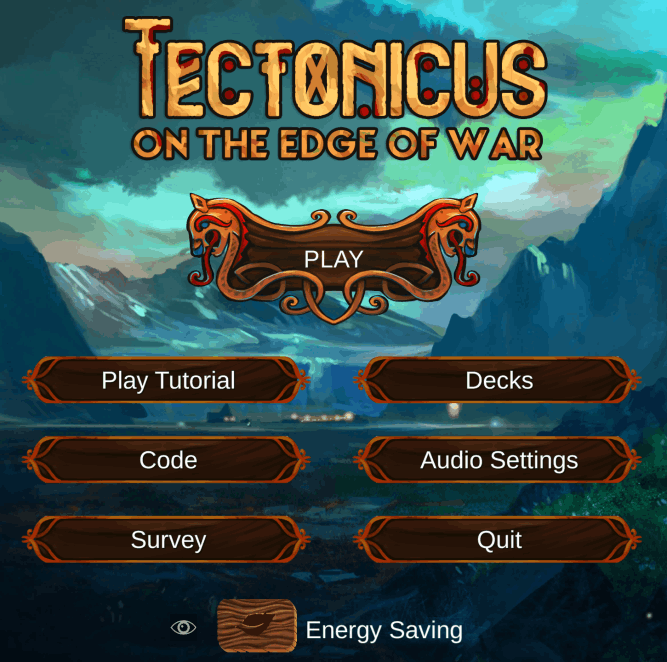 TECTONICUS
ON THE EDGE OF WAR
PLAY
Play Tutorial
Decks
Code
Audio Settings
Survey
Quit
Energy Saving